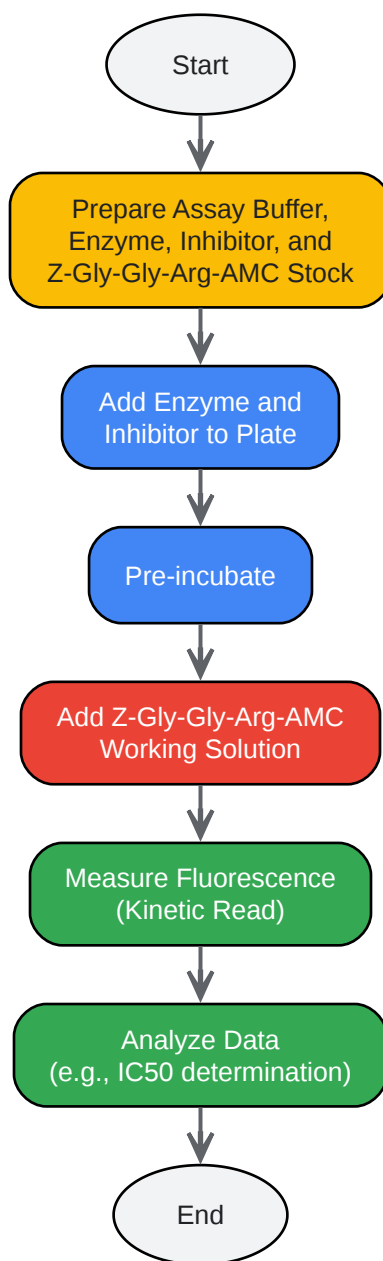 Start
Prepare Assay Buffer,
Enzyme, Inhibitor, and
Z-Gly-Gly-Arg-AMC Stock
Add Enzyme and
Inhibitor to Plate
Pre-incubate
Add Z-Gly-Gly-Arg-AMC
Working Solution
Measure Fluorescence
(Kinetic Read)
Analyze Data
(e.g., IC50 determination)
End